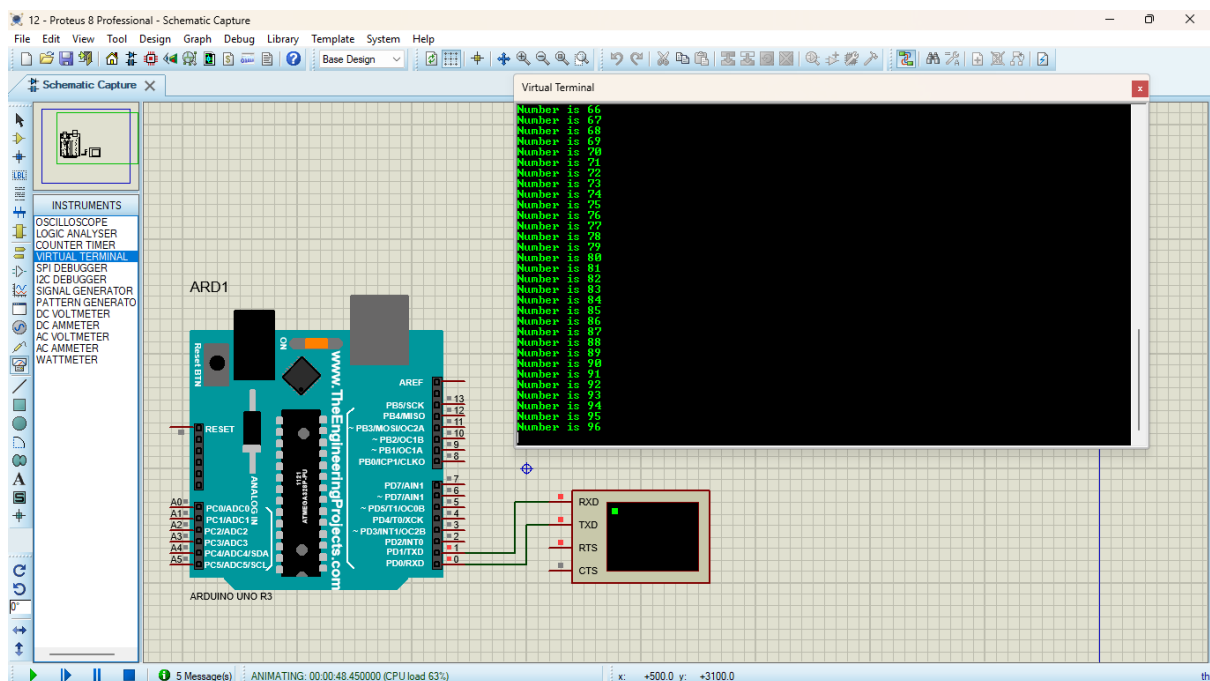 12 - Proteus 8 Professional - Schematic Capture
File Edit View Tool Design Graph Debug Library Template System Help
Base Design
Schematic Capture
Virtual Terminal
Number is 66
Number is 67
Number is 68
Number is 69
Number is 70
Number is 71
Number is 72
Number is 73
Number is 74
Number is 75
Number is 76
Number is 77
Number is 78
Number is 79
Number is 80
Number is 81
Number is 82
Number is 83
Number is 84
Number is 85
Number is 86
Number is 87
Number is 88
Number is 89
Number is 90
Number is 91
Number is 92
Number is 93
Number is 94
Number is 95
Number is 96
LBL
INSTRUMENTS
OSCILLOSCOPE
LOGIC ANALYSER
COUNTER TIMER
VIRTUAL TERMINAL
SPI DEBUGGER
I2C DEBUGGER
SIGNAL GENERATOR
PATTERN GENERATO
DC VOLTMETER
DC AMMETER
AC VOLTMETER
AC AMMETER
WATTMETER
0°
ARD1
Reset BTN
ON
www.TheEngineeringProjects.com
RESET
ANALOG IN
ATMEGA328P-PU
1121
A0 PC0/ADC0
A1 PC1/ADC1
A2 PC2/ADC2
A3 PC3/ADC3
A4 PC4/ADC4/SDA
A5 PC5/ADC5/SCL
AREF
PB5/SCK 13
PB4/MISO 12
~ PB3/MOSI/OC2A 11
~ PB2/OC1B 10
~ PB1/OC1A 9
PB0/ICP1/CLKO 8
PD7/AIN1 7
~ PD7/AIN1 6
~ PD5/T1/OC0B 5
PD4/T0/XCK 4
~ PD3/INT1/OC2B 3
PD2/INT0 2
PD1/TXD 1
PD0/RXD 0
ARDUINO UNO R3
RXD
TXD
RTS
CTS
5 Message(s) ANIMATING: 00:00:48.450000 (CPU load 63%) x: +500.0 y: +3100.0 th